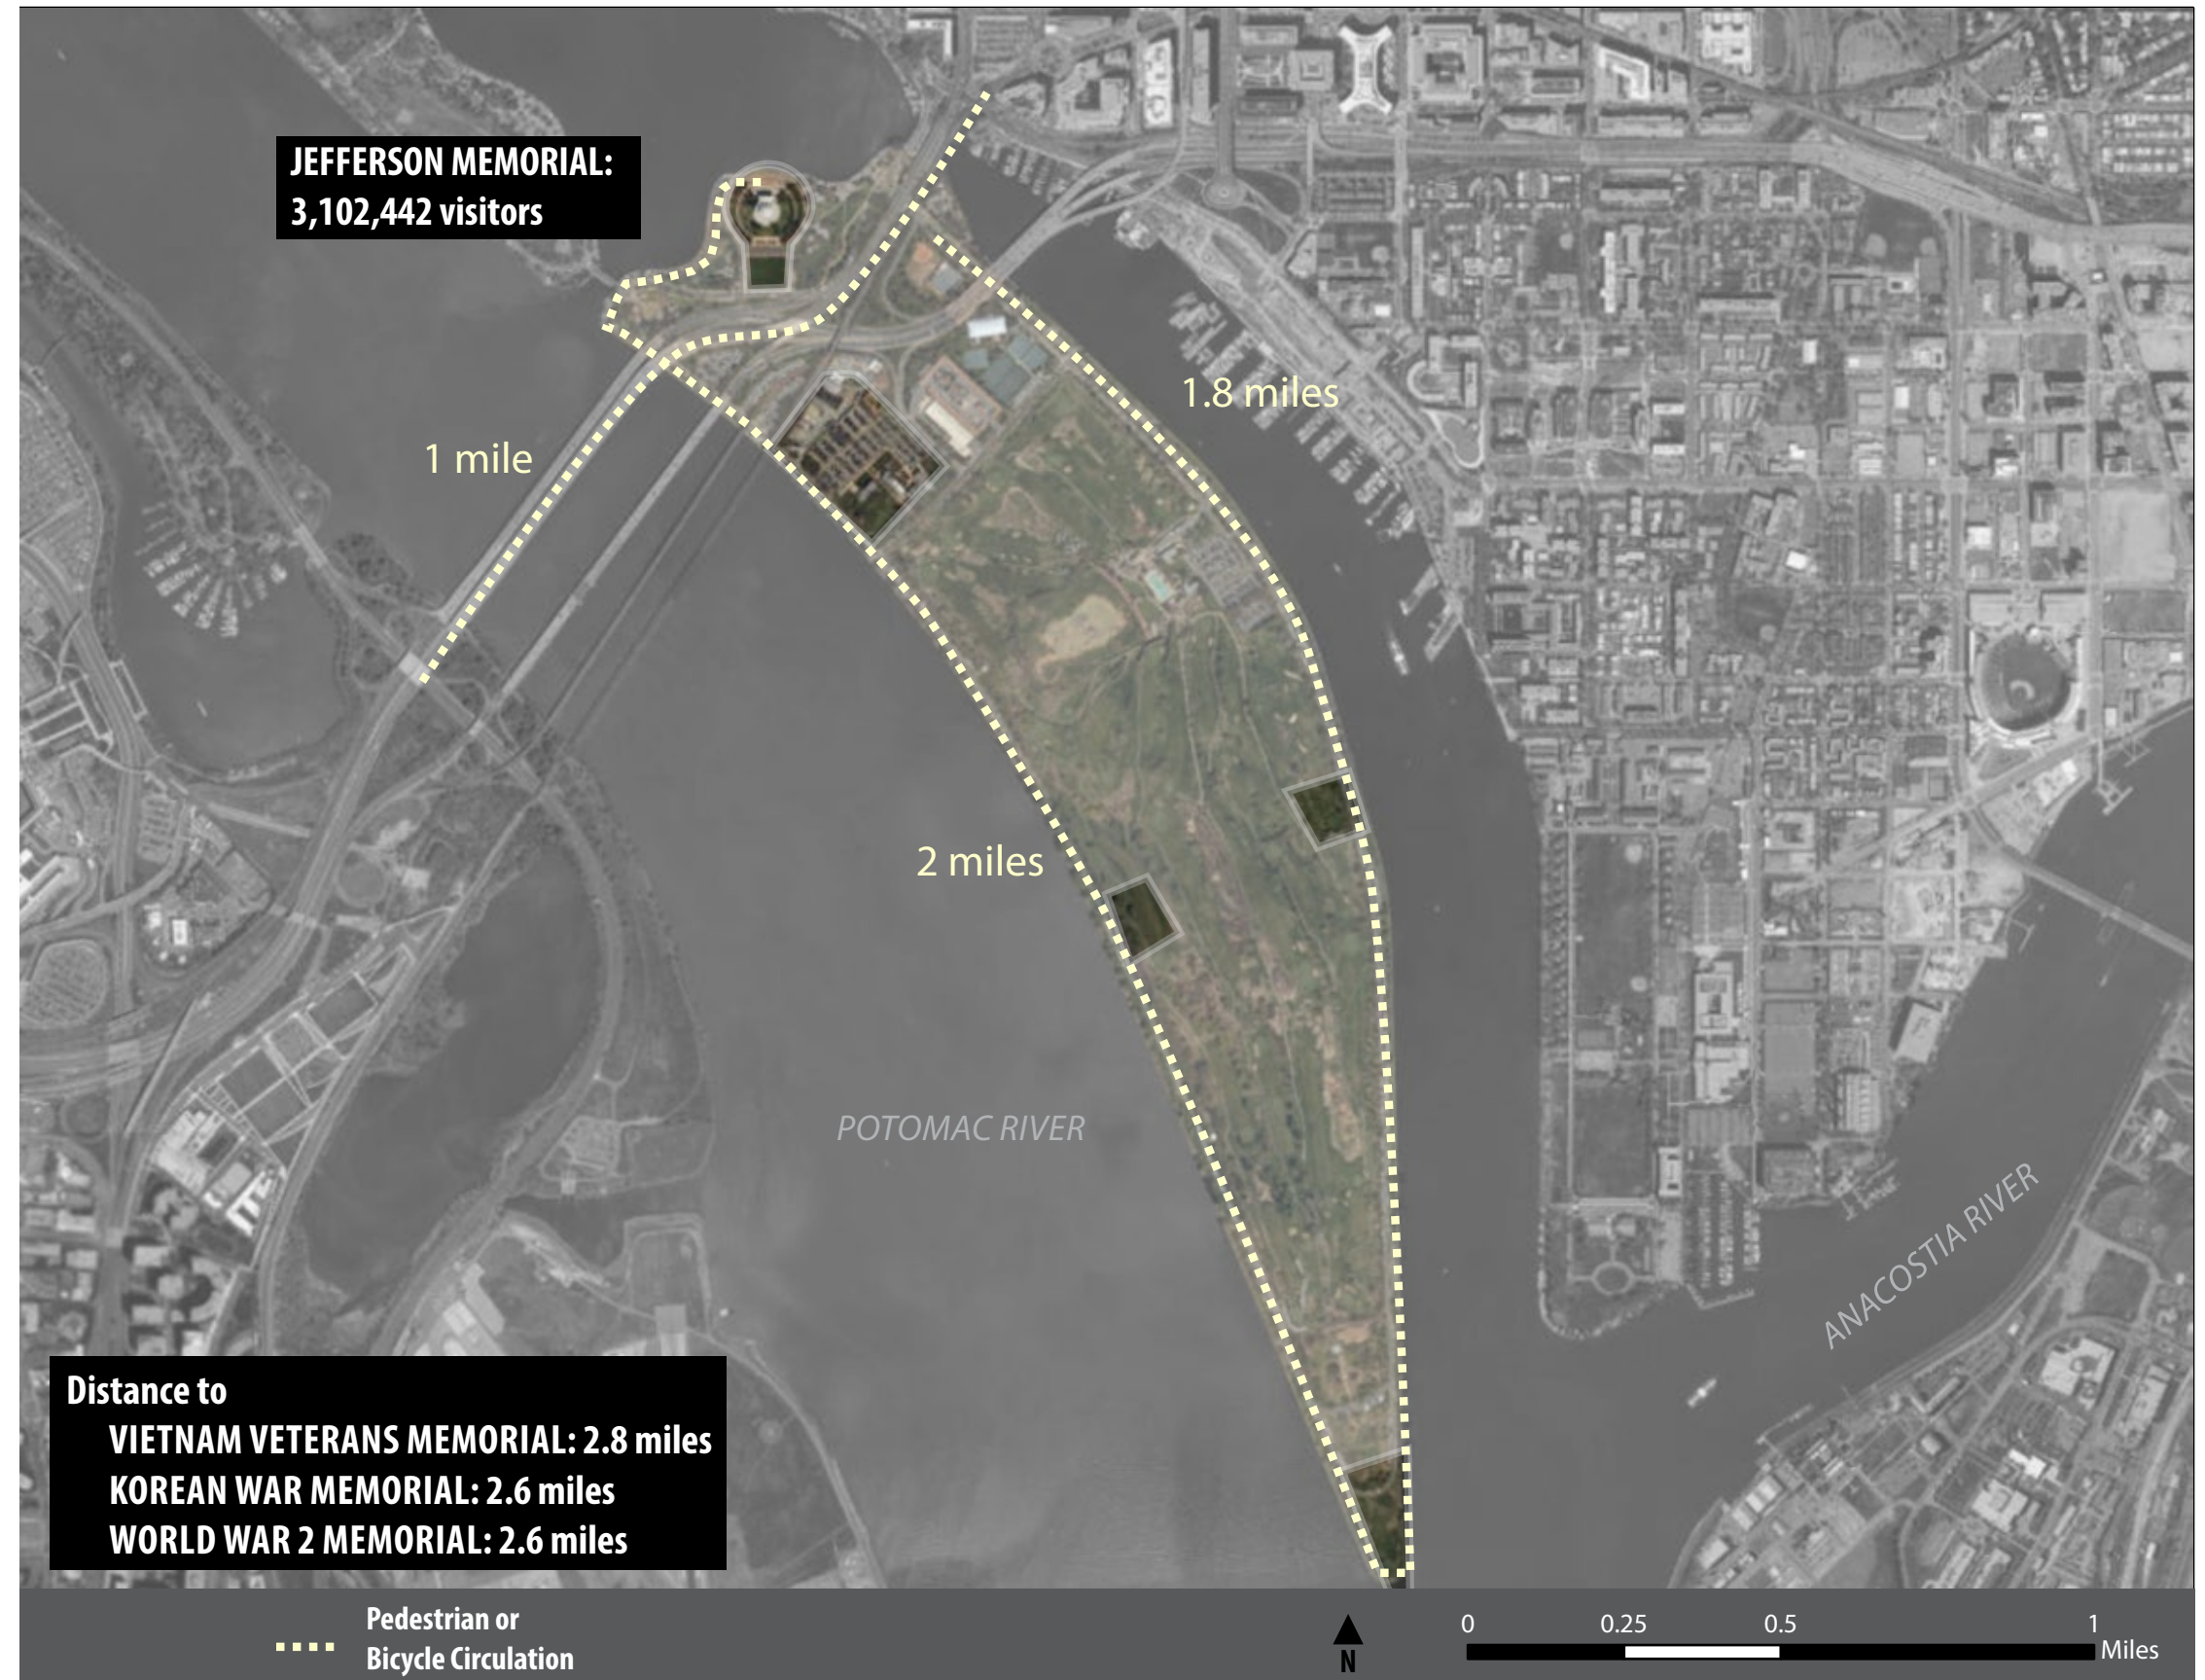 JEFFERSON MEMORIAL:
3,102,442 visitors
1.8 miles
1 mile
2 miles
POTOMAC RIVER
ANACOSTIA RIVER
Distance to
VIETNAM VETERANS MEMORIAL: 2.8 miles
KOREAN WAR MEMORIAL: 2.6 miles
WORLD WAR 2 MEMORIAL: 2.6 miles
Pedestrian or
Bicycle Circulation
N
0 0.25 0.5 1
Miles